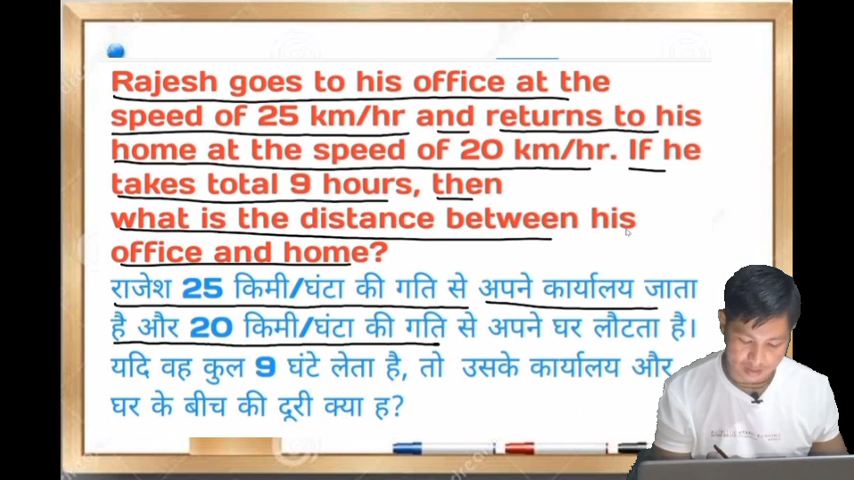 Rajesh goes to his office at the
speed of 25 km/hr and returns to his
home at the speed of 20 km/hr. If he
takes total 9 hours, then
what is the distance between his
office and home?
राजेश 25 किमी/घंटा की गति से अपने कार्यालय जाता
है और 20 किमी/घंटा की गति से अपने घर लौटता है।
यदि वह कुल 9 घंटे लेता है, तो उसके कार्यालय और
घर के बीच की दूरी क्या ह?